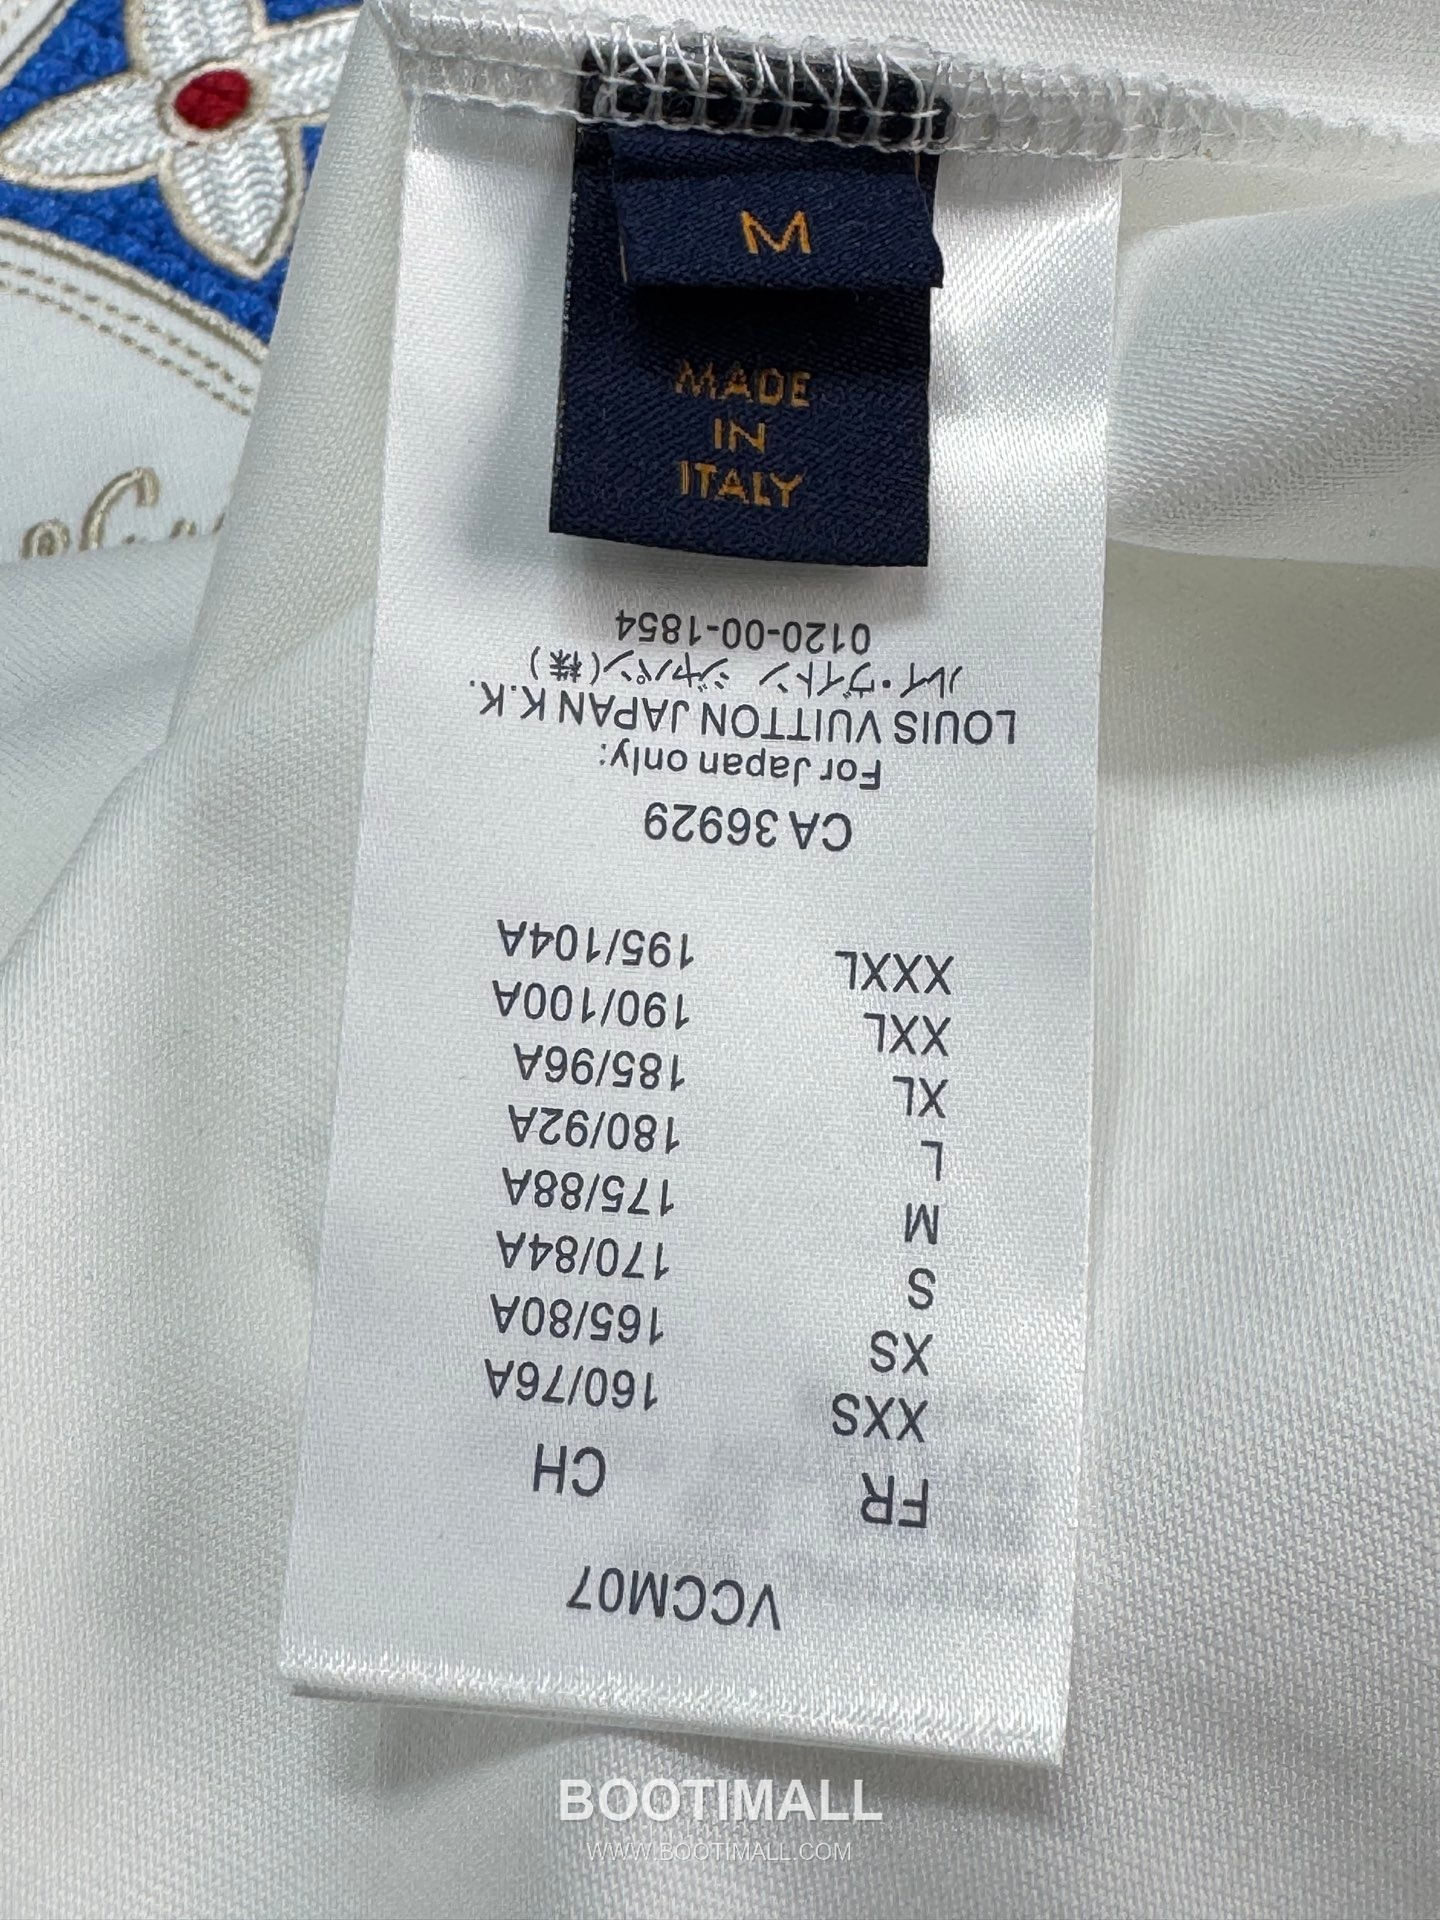 M
MADE
IN
ITALY
VCCM07
FR CH
XXS 160/76A
XS 165/80A
S 170/84A
M 175/88A
L 180/92A
XL 185/96A
XXL 190/100A
XXXL 195/104A
CA 36929
For Japan only:
LOUIS VUITTON JAPAN K.K.
ルイ・ヴィトン ジャパン(株)
0120-00-1854
BOOTIMALL
WWW.BOOTIMALL.COM